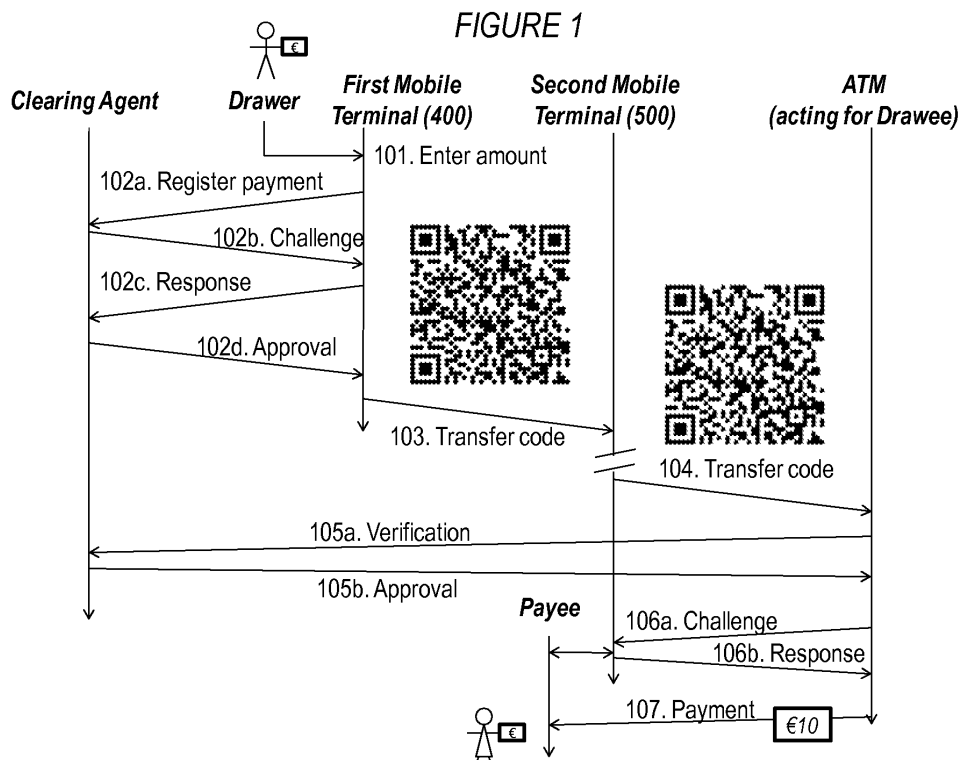 FIGURE 1
€
Clearing Agent
Drawer
First Mobile
Terminal (400)
Second Mobile
Terminal (500)
ATM
(acting for Drawee)
101. Enter amount
102a. Register payment
102b. Challenge
102c. Response
102d. Approval
103. Transfer code
104. Transfer code
105a. Verification
105b. Approval
Payee
106a. Challenge
106b. Response
107. Payment
€10
€